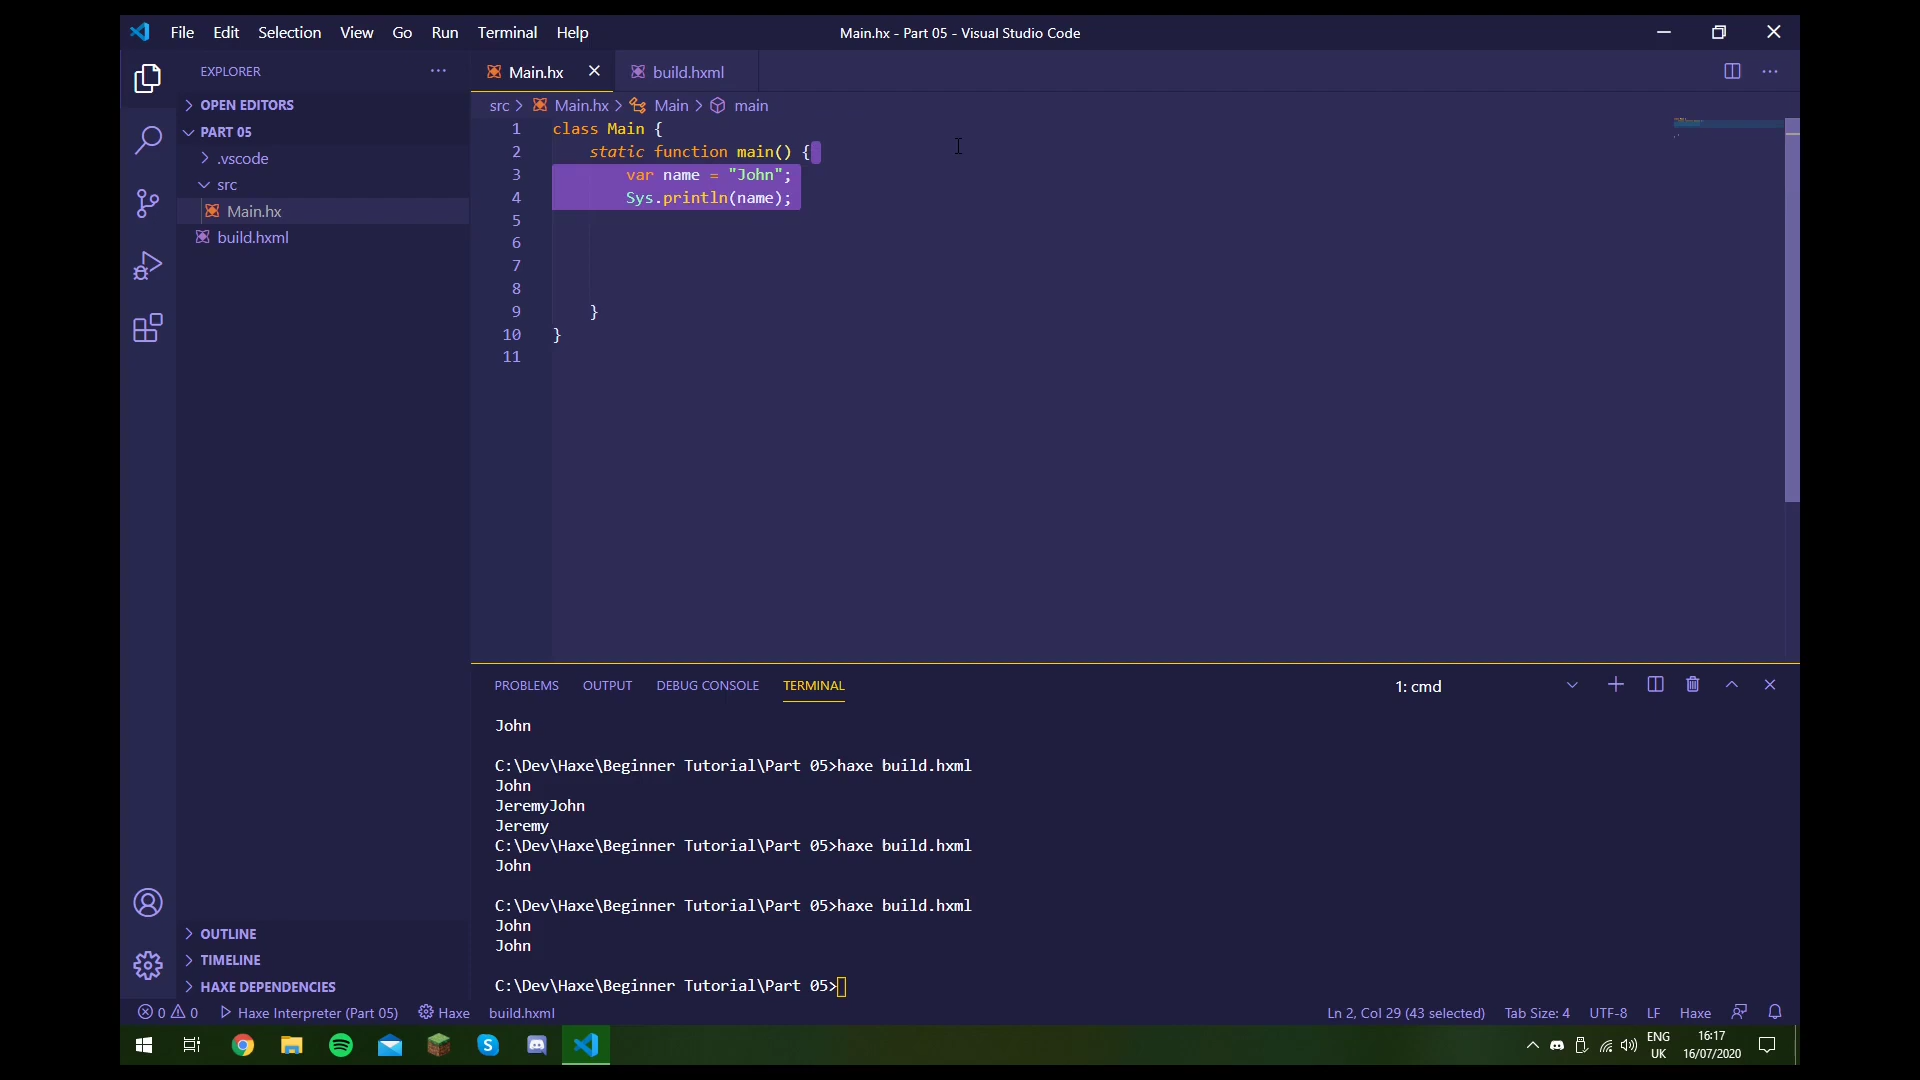 File Edit Selection View Go Run Terminal Help
Main.hx - Part 05 - Visual Studio Code
EXPLORER
OPEN EDITORS
PART 05
.vscode
src
Main.hx
build.hxml
OUTLINE
TIMELINE
HAXE DEPENDENCIES
Main.hx
build.hxml
src > Main.hx > Main > main
1 class Main {
2 static function main() {
3 var name = "John";
4 Sys.println(name);
5
6
7
8
9 }
10 }
11
PROBLEMS OUTPUT DEBUG CONSOLE TERMINAL
1: cmd
John
C:\Dev\Haxe\Beginner Tutorial\Part 05>haxe build.hxml
John
JeremyJohn
Jeremy
C:\Dev\Haxe\Beginner Tutorial\Part 05>haxe build.hxml
John
C:\Dev\Haxe\Beginner Tutorial\Part 05>haxe build.hxml
John
John
C:\Dev\Haxe\Beginner Tutorial\Part 05>
0 0 Haxe Interpreter (Part 05) Haxe build.hxml
Ln 2, Col 29 (43 selected) Tab Size: 4 UTF-8 LF Haxe
ENG
UK
16:17
16/07/2020